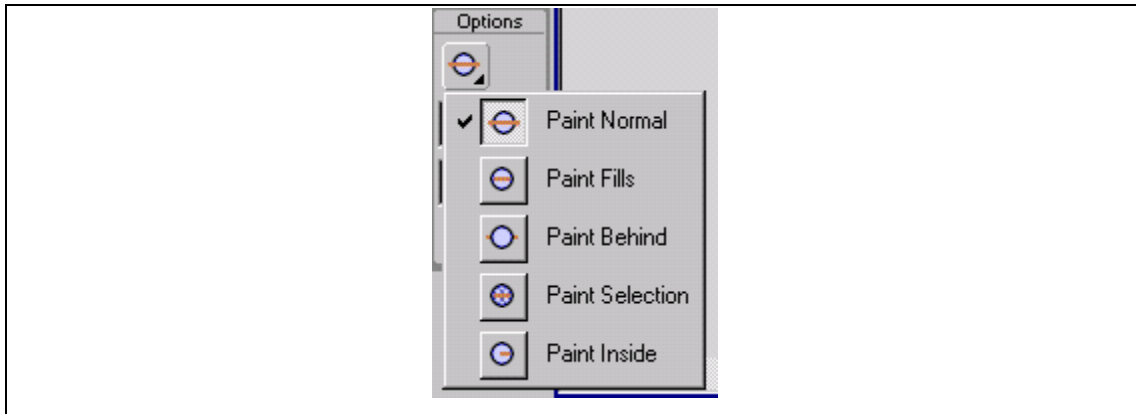 Options
Paint Normal
Paint Fills
Paint Behind
Paint Selection
Paint Inside